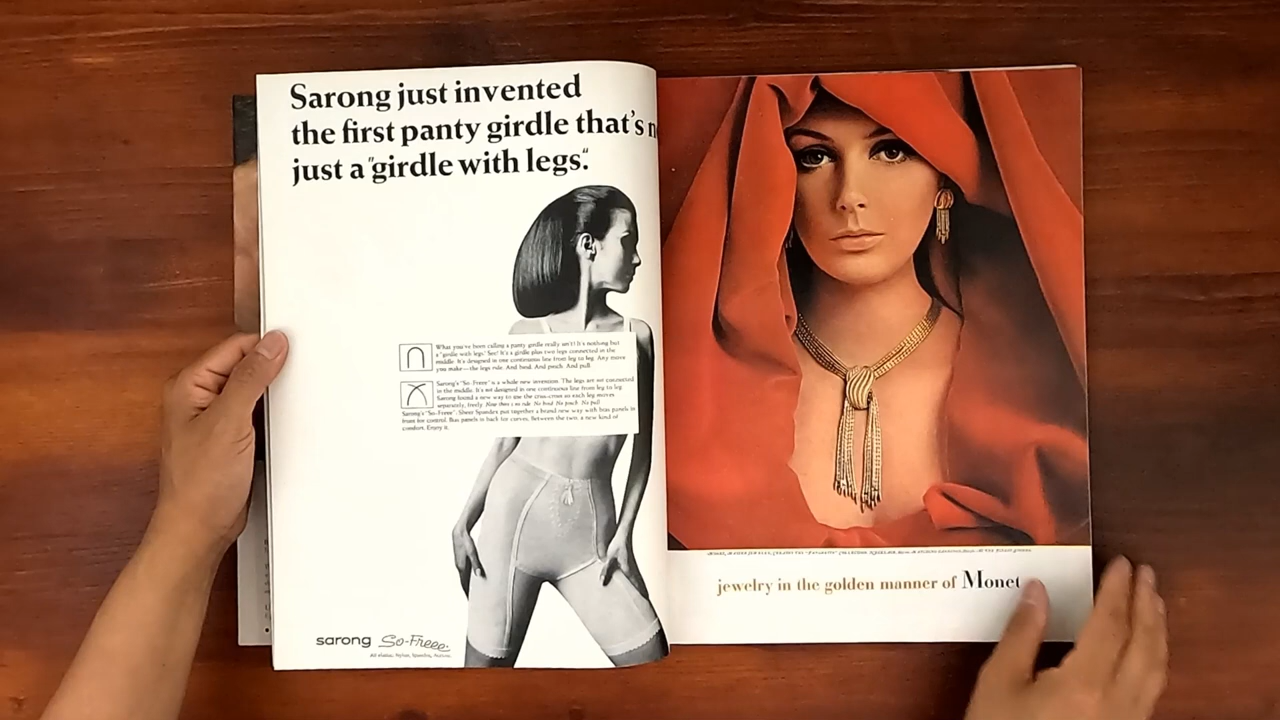 Sarong just invented
the first panty girdle that's n
just a "girdle with legs."
What you've been calling a panty girdle really isn't! It's nothing but
a "girdle with legs." See! It's a girdle plus two legs connected in the
middle. It's designed in one continuous line from leg to leg. Any move
you make—the legs ride. And bind. And pinch. And pull.
Sarong's "So-Freee" is a whole new invention. The legs are not connected
in the middle. It's not designed in one continuous line from leg to leg.
Sarong found a new way to use the criss-cross so each leg moves
separately, freely. Now there's no ride. No bind. No pinch. No pull.
Sarong's "So-Freee": Sheer Spandex put together a brand new way with bias panels in
front for control. Bias panels in back for curves. Between the two, a new kind of
comfort. Enjoy it.
sarong So-Freee.
jewelry in the golden manner of Monet